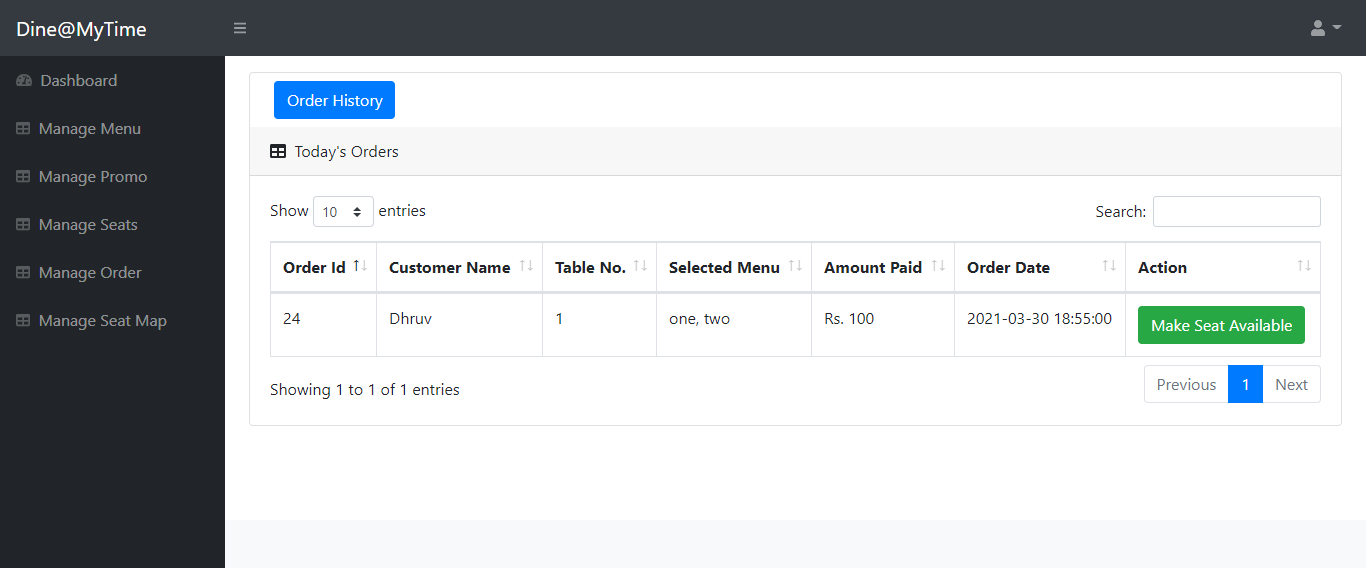 Dine@MyTime
Dashboard
Manage Menu
Manage Promo
Manage Seats
Manage Order
Manage Seat Map
Order History
Today's Orders
Show 10 entries Search:
Order Id Customer Name Table No. Selected Menu Amount Paid Order Date Action
24 Dhruv 1 one, two Rs. 100 2021-03-30 18:55:00 Make Seat Available
Showing 1 to 1 of 1 entries Previous 1 Next